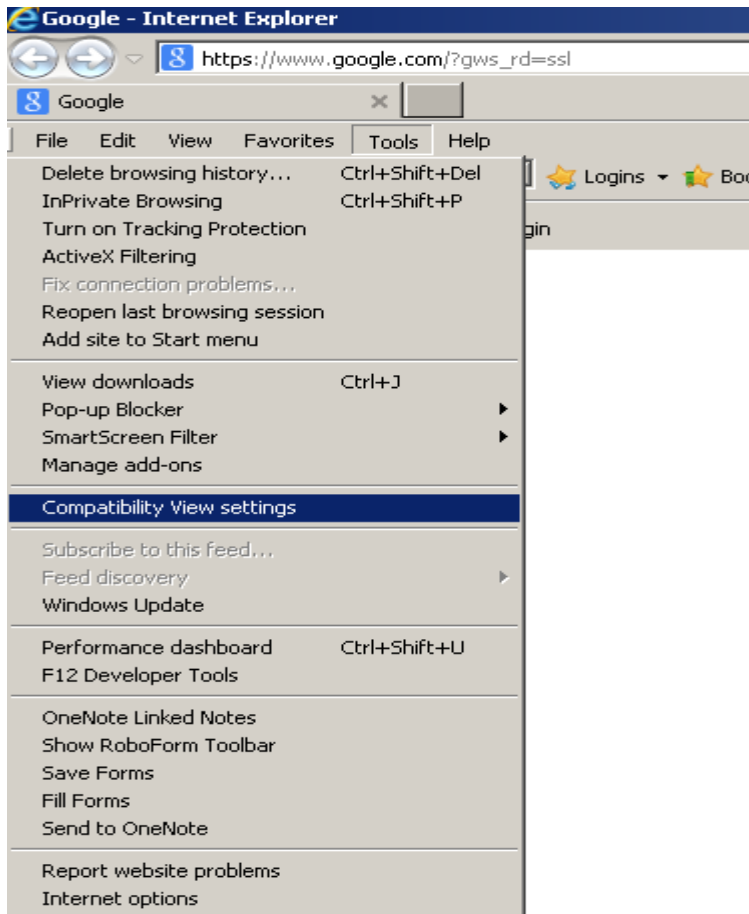 Google - Internet Explorer
https://www.google.com/?gws_rd=ssl
Google
File Edit View Favorites Tools Help
Delete browsing history... Ctrl+Shift+Del
Logins
InPrivate Browsing Ctrl+Shift+P
Turn on Tracking Protection
ActiveX Filtering
Fix connection problems...
Reopen last browsing session
Add site to Start menu
View downloads Ctrl+J
Pop-up Blocker
SmartScreen Filter
Manage add-ons
Compatibility View settings
Subscribe to this feed...
Feed discovery
Windows Update
Performance dashboard Ctrl+Shift+U
F12 Developer Tools
OneNote Linked Notes
Show RoboForm Toolbar
Save Forms
Fill Forms
Send to OneNote
Report website problems
Internet options